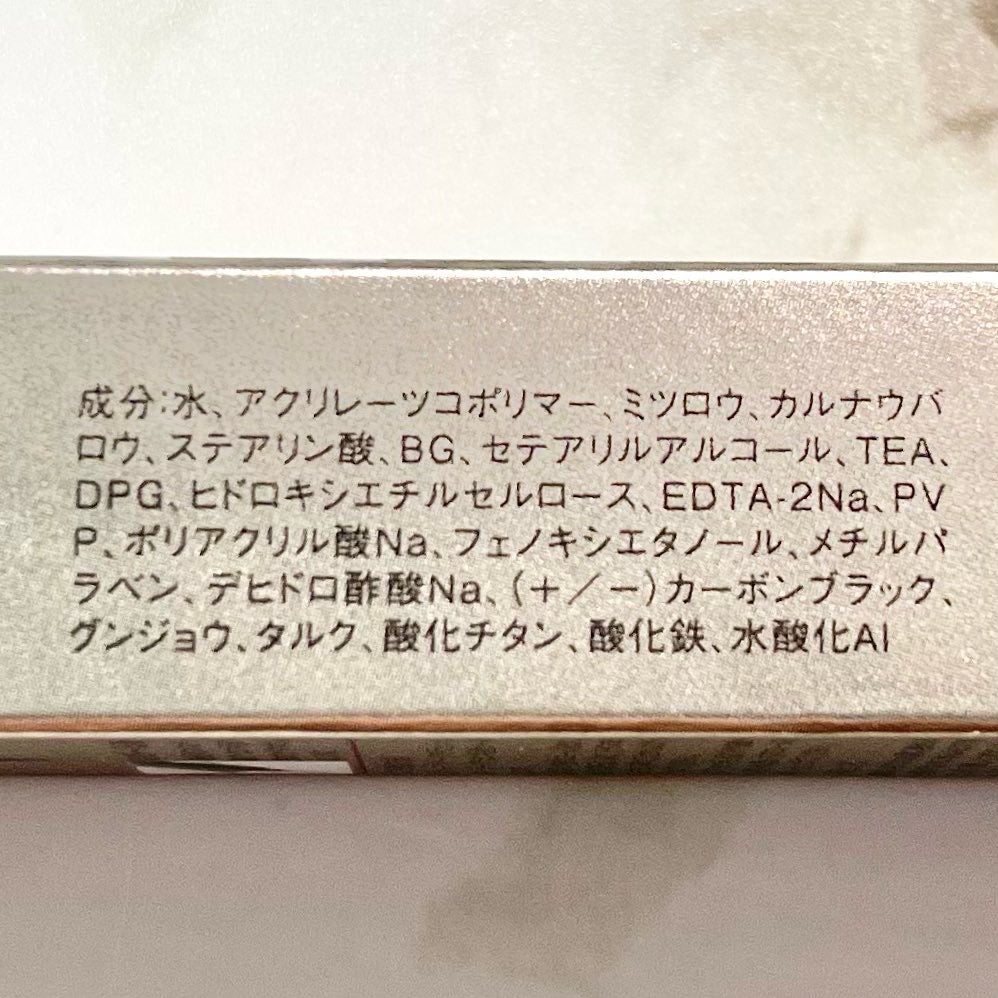 成分:水、アクリレーツコポリマー、ミツロウ、カルナウバ
ロウ、ステアリン酸、BG、セテアリルアルコール、TEA、
DPG、ヒドロキシエチルセルロース、EDTA-2Na、PV
P、ポリアクリル酸Na、フェノキシエタノール、メチルパ
ラベン、デヒドロ酢酸Na、(+/−)カーボンブラック、
グンジョウ、タルク、酸化チタン、酸化鉄、水酸化Al